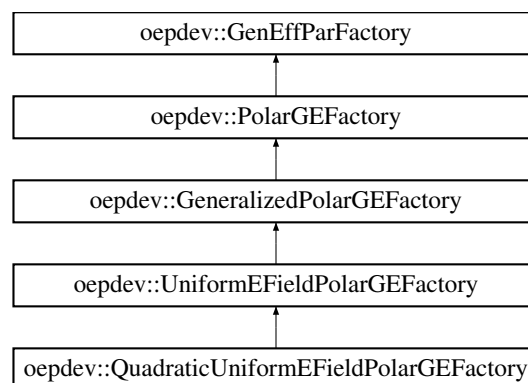 oepdev::GenEffParFactory
oepdev::PolarGEFactory
oepdev::GeneralizedPolarGEFactory
oepdev::UniformEFieldPolarGEFactory
oepdev::QuadraticUniformEFieldPolarGEFactory